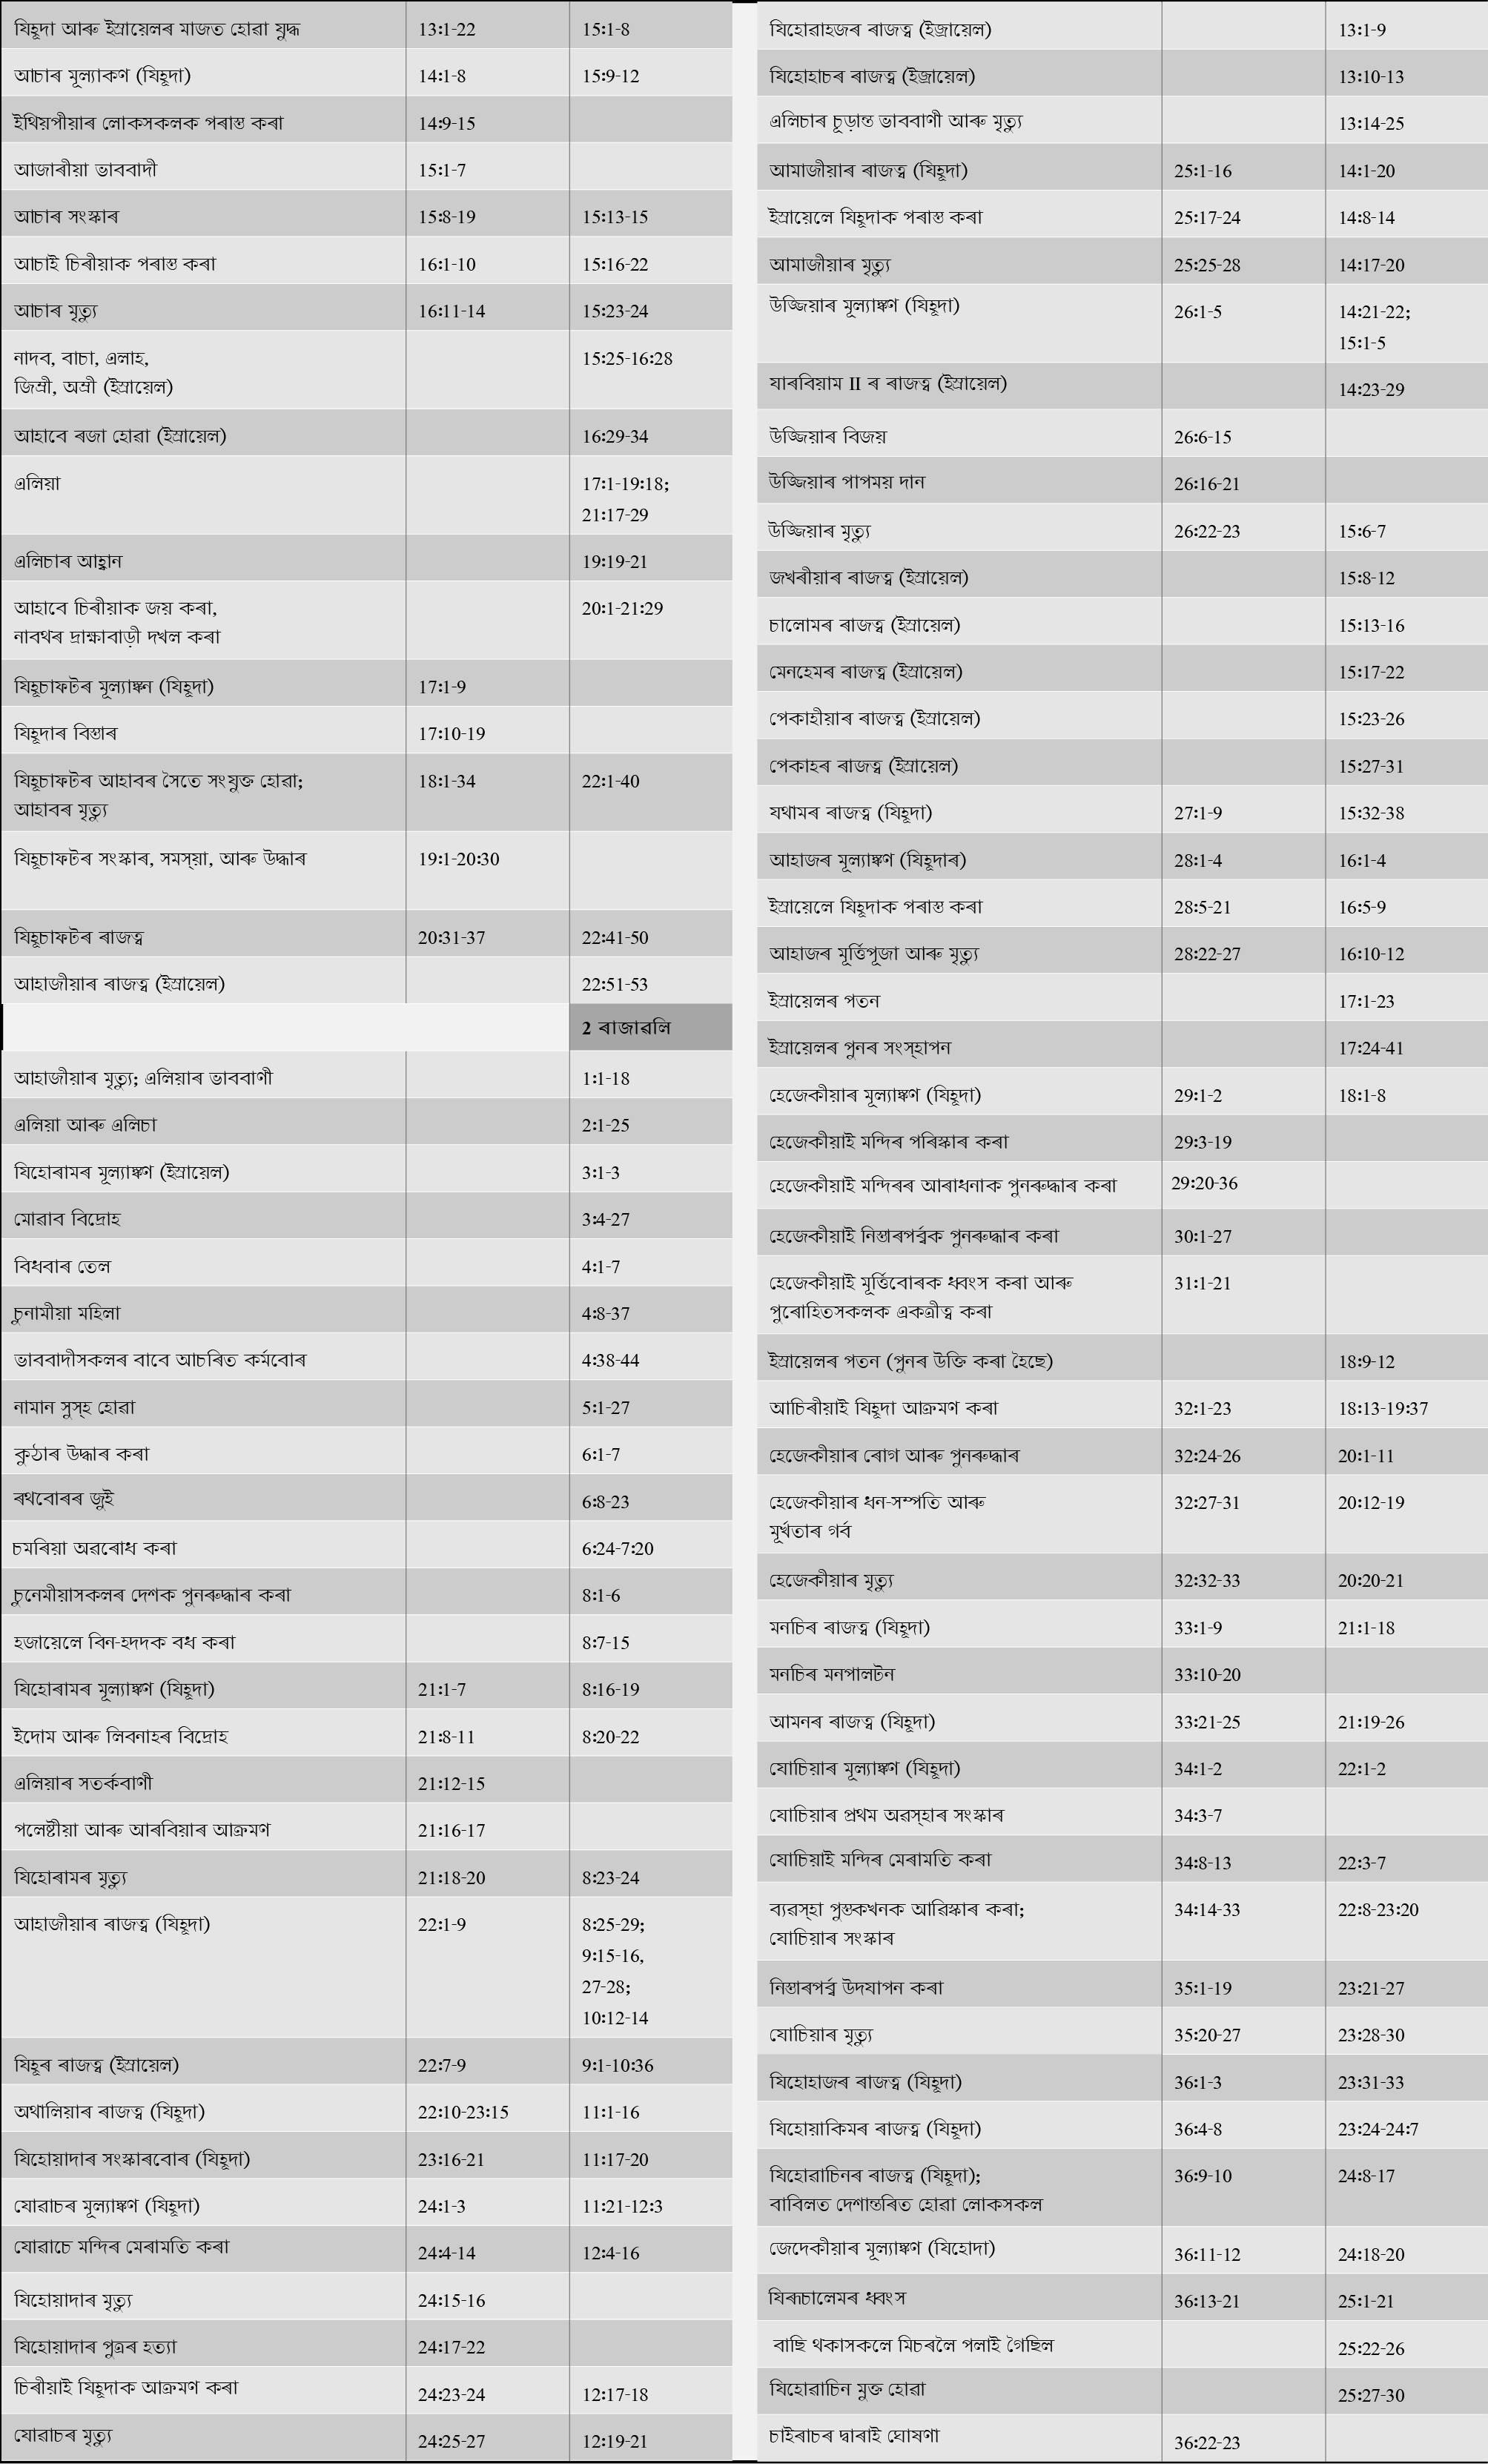 যিহূদা আৰু ইস্ৰায়েলৰ মাজত হোৱা যুদ্ধ 13:1-22 15:1-8
আচাৰ মূল্যাকণ (যিহূদা) 14:1-8 15:9-12
ইথিয়পীয়াৰ লোকসকলক পৰাস্ত কৰা 14:9-15
আজাৰীয়া ভাববাদী 15:1-7
আচাৰ সংস্কাৰ 15:8-19 15:13-15
আচাই চিৰীয়াক পৰাস্ত কৰা 16:1-10 15:16-22
আচাৰ মৃত্যু 16:11-14 15:23-24
নাদব, বাচা, এলাহ, 15:25-16:28
জিম্ৰী, অম্ৰী (ইস্ৰায়েল)
আহাবে ৰজা হোৱা (ইস্ৰায়েল) 16:29-34
এলিয়া 17:1-19:18;
21:17-29
এলিচাৰ আহ্বান 19:19-21
আহাবে চিৰীয়াক জয় কৰা, 20:1-21:29
নাবথৰ দ্ৰাক্ষাবাড়ী দখল কৰা
যিহূচাফটৰ মূল্যাঙ্কন (যিহূদা) 17:1-9
যিহূদাৰ বিস্তাৰ 17:10-19
যিহূচাফটৰ আহাবৰ সৈতে সংযুক্ত হোৱা; 18:1-34 22:1-40
আহাবৰ মৃত্যু
যিহূচাফটৰ সংস্কাৰ, সমস্য়া, আৰু উদ্ধাৰ 19:1-20:30
যিহূচাফটৰ ৰাজত্ব 20:31-37 22:41-50
আহাজীয়াৰ ৰাজত্ব (ইস্ৰায়েল) 22:51-53
2 ৰাজাৱলি
আহাজীয়াৰ মৃত্যু; এলিয়াৰ ভাববাণী 1:1-18
এলিয়া আৰু এলিচা 2:1-25
যিহোৰামৰ মূল্যাঙ্কণ (ইস্ৰায়েল) 3:1-3
মোৱাব বিদ্ৰোহ 3:4-27
বিধবাৰ তেল 4:1-7
চুনামীয়া মহিলা 4:8-37
ভাববাদীসকলৰ বাবে আচৰিত কৰ্মবোৰ 4:38-44
নামান সুস্হ হোৱা 5:1-27
কুঠাৰ উদ্ধাৰ কৰা 6:1-7
ৰথবোৰৰ জুই 6:8-23
চমৰিয়া অৱৰোধ কৰা 6:24-7:20
চুনেমীয়াসকলৰ দেশক পুনৰুদ্ধাৰ কৰা 8:1-6
হজায়েলে বিন-হদদক বধ কৰা 8:7-15
যিহোৰামৰ মূল্যাঙ্কণ (যিহূদা) 21:1-7 8:16-19
ইদোম আৰু লিবনাহৰ বিদ্ৰোহ 21:8-11 8:20-22
এলিয়াৰ সতৰ্কবাণী 21:12-15
পলেষ্টীয়া আৰু আৰবিয়াৰ আক্ৰমণ 21:16-17
যিহোৰামৰ মৃত্যু 21:18-20 8:23-24
আহাজীয়াৰ ৰাজত্ব (যিহূদা) 22:1-9 8:25-29;
9:15-16,
27-28;
10:12-14
যিহূৰ ৰাজত্ব (ইস্ৰায়েল) 22:7-9 9:1-10:36
অথালিয়াৰ ৰাজত্ব (যিহূদা) 22:10-23:15 11:1-16
যিহোয়াদাৰ সংস্কাৰবোৰ (যিহূদা) 23:16-21 11:17-20
যোৱাচৰ মূল্যাঙ্কণ (যিহূদা) 24:1-3 11:21-12:3
যোৱাচে মন্দিৰ মেৰামতি কৰা 24:4-14 12:4-16
যিহোয়াদাৰ মৃত্যু 24:15-16
যিহোয়াদাৰ পুত্ৰৰ হত্যা 24:17-22
চিৰীয়াই যিহূদাক আক্ৰমণ কৰা 24:23-24 12:17-18
যোৱাচৰ মৃত্যু 24:25-27 12:19-21
যিহোৱাহজৰ ৰাজত্ব (ইজ্ৰায়েল) 13:1-9
যিহোহাচৰ ৰাজত্ব (ইজ্ৰায়েল) 13:10-13
এলিচাৰ চূড়ান্ত ভাববাণী আৰু মৃত্যু 13:14-25
আমাজীয়াৰ ৰাজত্ব (যিহূদা) 25:1-16 14:1-20
ইস্ৰায়েলে যিহূদাক পৰাস্ত কৰা 25:17-24 14:8-14
আমাজীয়াৰ মৃত্যু 25:25-28 14:17-20
উজ্জিয়াৰ মূল্যাঙ্কণ (যিহূদা) 26:1-5 14:21-22;
15:1-5
যাৰবিয়াম II ৰ ৰাজত্ব (ইস্ৰায়েল) 14:23-29
উজ্জিয়াৰ বিজয় 26:6-15
উজ্জিয়াৰ পাপময় দান 26:16-21
উজ্জিয়াৰ মৃত্যু 26:22-23 15:6-7
জখৰীয়াৰ ৰাজত্ব (ইস্ৰায়েল) 15:8-12
চালোমৰ ৰাজত্ব (ইস্ৰায়েল) 15:13-16
মেনহেমৰ ৰাজত্ব (ইস্ৰায়েল) 15:17-22
পেকাহীয়াৰ ৰাজত্ব (ইস্ৰায়েল) 15:23-26
পেকাহৰ ৰাজত্ব (ইস্ৰায়েল) 15:27-31
যথামৰ ৰাজত্ব (যিহূদা) 27:1-9 15:32-38
আহাজৰ মূল্যাঙ্কণ (যিহূদাৰ) 28:1-4 16:1-4
ইস্ৰায়েলে যিহূদাক পৰাস্ত কৰা 28:5-21 16:5-9
আহাজৰ মূৰ্ত্তিপূজা আৰু মৃত্যু 28:22-27 16:10-12
ইস্ৰায়েলৰ পতন 17:1-23
ইস্ৰায়েলৰ পুনৰ সংস্হাপন 17:24-41
হেজেকীয়াৰ মূল্যাঙ্কণ (যিহূদা) 29:1-2 18:1-8
হেজেকীয়াই মন্দিৰ পৰিস্কাৰ কৰা 29:3-19
হেজেকীয়াই মন্দিৰৰ আৰাধনাক পুনৰুদ্ধাৰ কৰা 29:20-36
হেজেকীয়াই নিস্তাৰপৰ্ব্বক পুনৰুদ্ধাৰ কৰা 30:1-27
হেজেকীয়াই মূৰ্ত্তিবোৰক ধ্বংস কৰা আৰু 31:1-21
পুৰোহিতসকলক একত্ৰীত্ব কৰা
ইস্ৰায়েলৰ পতন (পুনৰ উক্তি কৰা হৈছে) 18:9-12
আচিৰীয়াই যিহূদা আক্ৰমণ কৰা 32:1-23 18:13-19:37
হেজেকীয়াৰ ৰোগ আৰু পুনৰুদ্ধাৰ 32:24-26 20:1-11
হেজেকীয়াৰ ধন-সম্পতি আৰু 32:27-31 20:12-19
মূৰ্খতাৰ গৰ্ব
হেজেকীয়াৰ মৃত্যু 32:32-33 20:20-21
মনচিৰ ৰাজত্ব (যিহূদা) 33:1-9 21:1-18
মনচিৰ মনপালটন 33:10-20
আমনৰ ৰাজত্ব (যিহূদা) 33:21-25 21:19-26
যোচিয়াৰ মূল্যাঙ্কণ (যিহূদা) 34:1-2 22:1-2
যোচিয়াৰ প্ৰথম অৱস্হাৰ সংস্কাৰ 34:3-7
যোচিয়াই মন্দিৰ মেৰামতি কৰা 34:8-13 22:3-7
ব্যৱস্হা পুস্তকখনক আৱিস্কাৰ কৰা; 34:14-33 22:8-23:20
যোচিয়াৰ সংস্কাৰ
নিস্তাৰপৰ্ব্ব উদযাপন কৰা 35:1-19 23:21-27
যোচিয়াৰ মৃত্যু 35:20-27 23:28-30
যিহোহাজৰ ৰাজত্ব (যিহূদা) 36:1-3 23:31-33
যিহোয়াকিমৰ ৰাজত্ব (যিহূদা) 36:4-8 23:24-24:7
যিহোৱাচিনৰ ৰাজত্ব (যিহূদা); 36:9-10 24:8-17
বাবিলত দেশান্তৰিত হোৱা লোকসকল
জেদেকীয়াৰ মূল্যাঙ্কণ (যিহোদা) 36:11-12 24:18-20
যিৰূচালেমৰ ধ্বংস 36:13-21 25:1-21
বাছি থকাসকলে মিচৰলৈ পলাই গৈছিল 25:22-26
যিহোৱাচিন মুক্ত হোৱা 25:27-30
চাইৰাচৰ দ্বাৰাই ঘোষণা 36:22-23